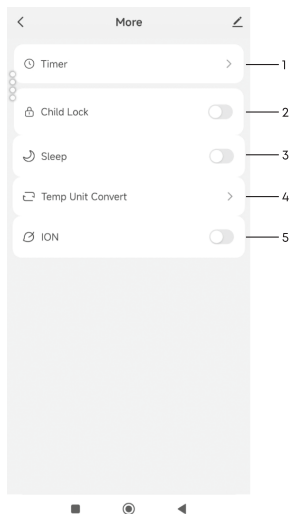 More
Timer 1
Child Lock 2
Sleep 3
Temp Unit Convert 4
ION 5